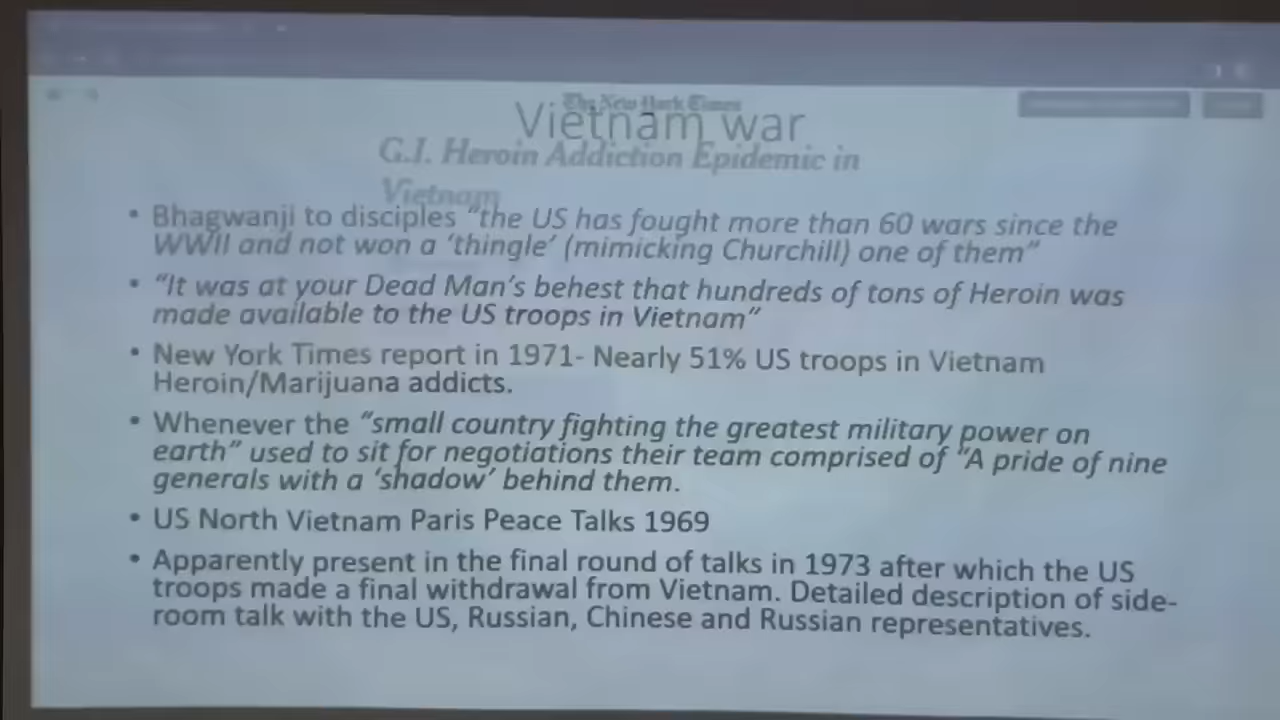 The New York Times
Vietnam war
G.I. Heroin Addiction Epidemic in
Vietnam
• Bhagwanji to disciples “the US has fought more than 60 wars since the
WWII and not won a ‘thingle’ (mimicking Churchill) one of them”
• “It was at your Dead Man’s behest that hundreds of tons of Heroin was
made available to the US troops in Vietnam”
• New York Times report in 1971- Nearly 51% US troops in Vietnam
Heroin/Marijuana addicts.
• Whenever the “small country fighting the greatest military power on
earth” used to sit for negotiations their team comprised of “A pride of nine
generals with a ‘shadow’ behind them.
• US North Vietnam Paris Peace Talks 1969
• Apparently present in the final round of talks in 1973 after which the US
troops made a final withdrawal from Vietnam. Detailed description of side-
room talk with the US, Russian, Chinese and Russian representatives.